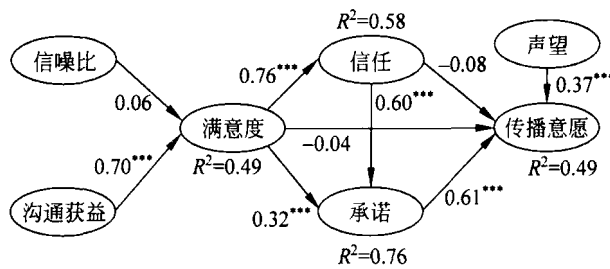 R²=0.58
信噪比
信任
声望
0.76***
−0.08
0.37***
0.06
0.60***
满意度
−0.04
传播意愿
R²=0.49
R²=0.49
0.70***
沟通获益
0.32***
承诺
0.61***
R²=0.76